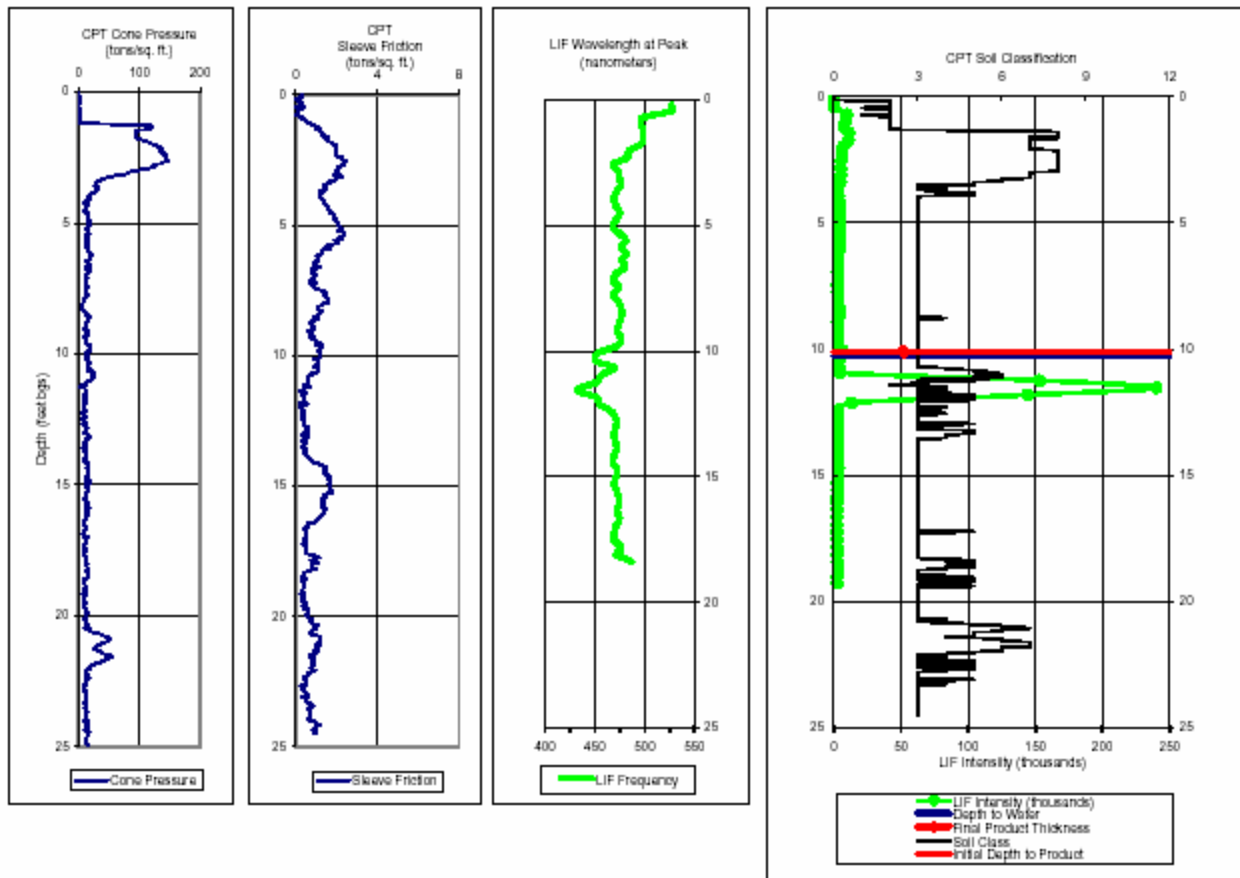 CPT Cone Pressure
(tons/sq. ft.)
0 100 200
0
5
10
15
20
25
Depth (feet bgs)
Cone Pressure
CPT
Sleeve Friction
(tons/sq. ft.)
0 4 8
0
5
10
15
20
25
Sleeve Friction
LIF Wavelength at Peak
(nanometers)
0
5
10
15
20
25
400 450 500 550
LIF Frequency
CPT Soil Classification
0 3 6 9 12
0 0
5 5
10 10
15 15
20 20
25 25
0 50 100 150 200 250
LIF Intensity (thousands)
LIF Intensity (thousands)
Depth to Water
Final Product Thickness
Soil Class
Initial Depth to Product